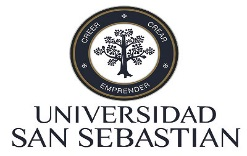 CREER CREAR
EMPRENDER
UNIVERSIDAD
SAN SEBASTIAN